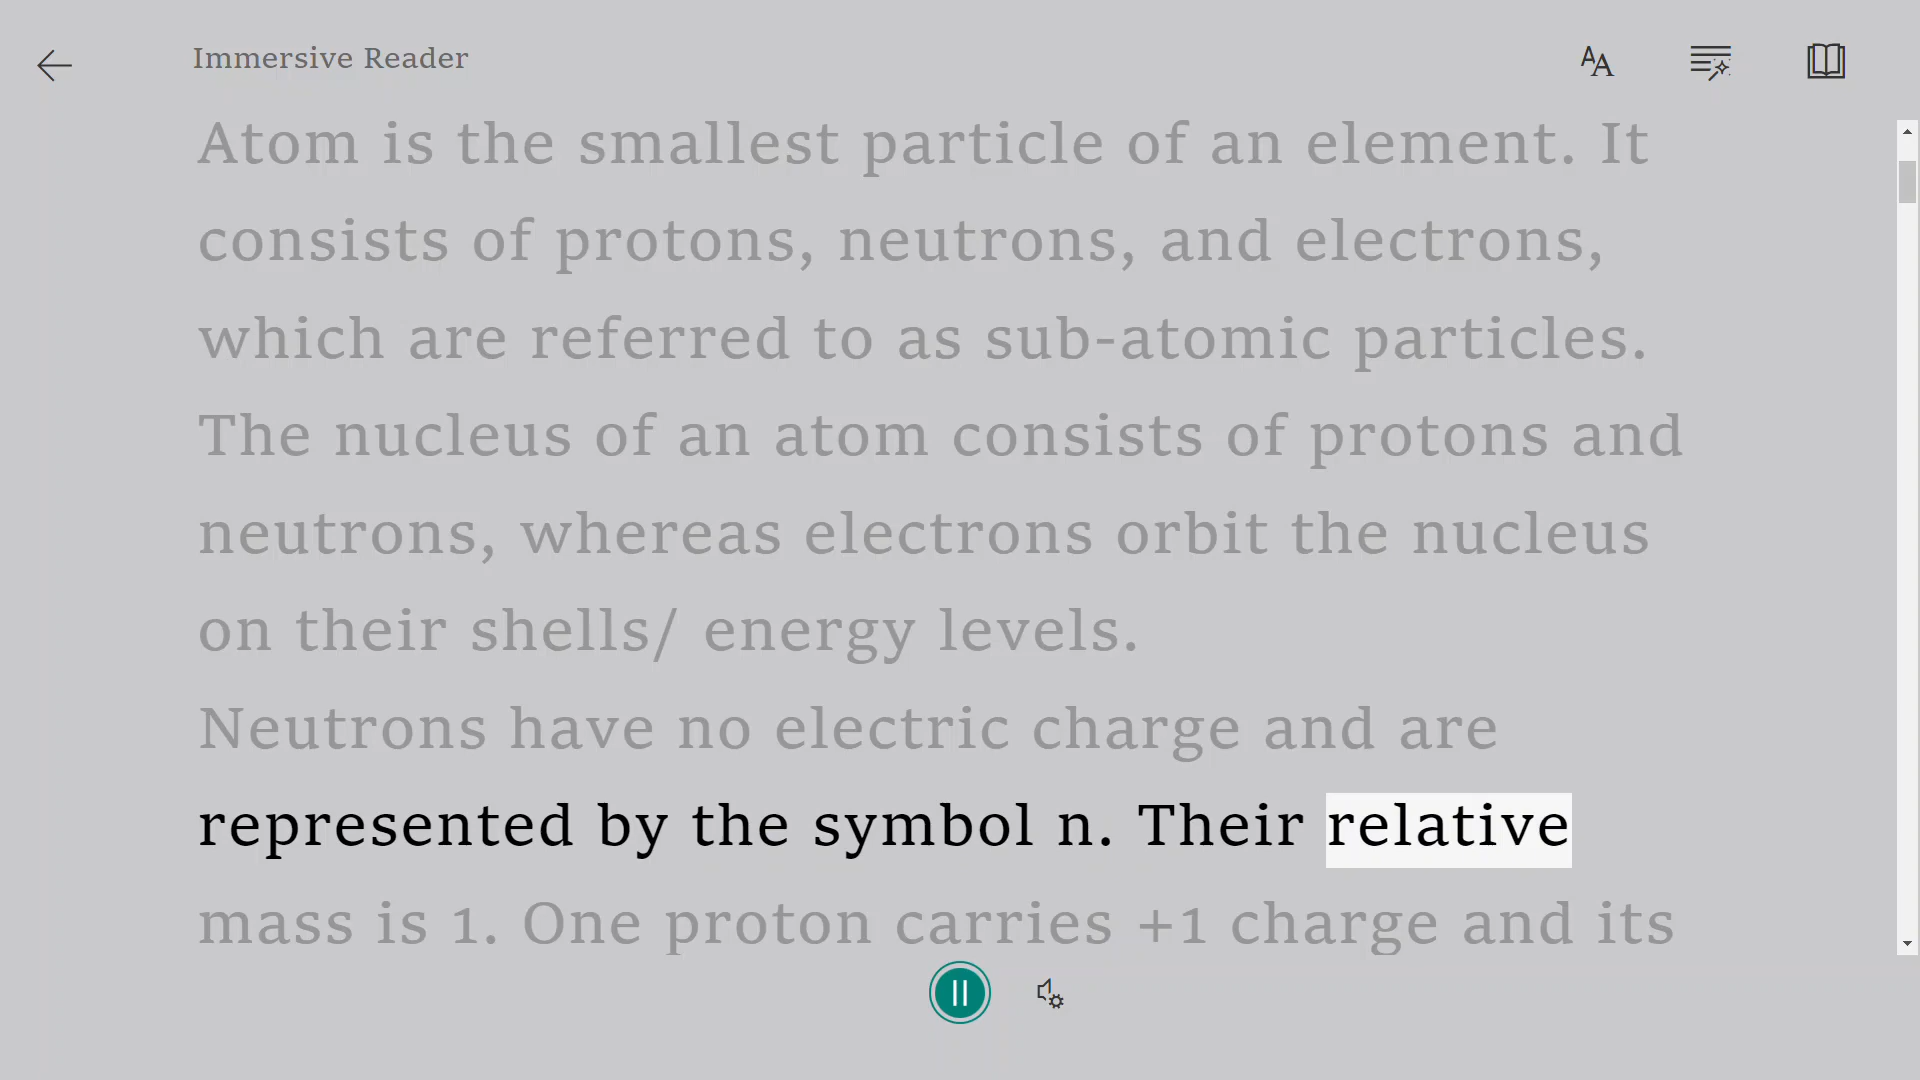 Immersive Reader
Atom is the smallest particle of an element. It
consists of protons, neutrons, and electrons,
which are referred to as sub-atomic particles.
The nucleus of an atom consists of protons and
neutrons, whereas electrons orbit the nucleus
on their shells/ energy levels.
Neutrons have no electric charge and are
represented by the symbol n. Their relative
mass is 1. One proton carries +1 charge and its